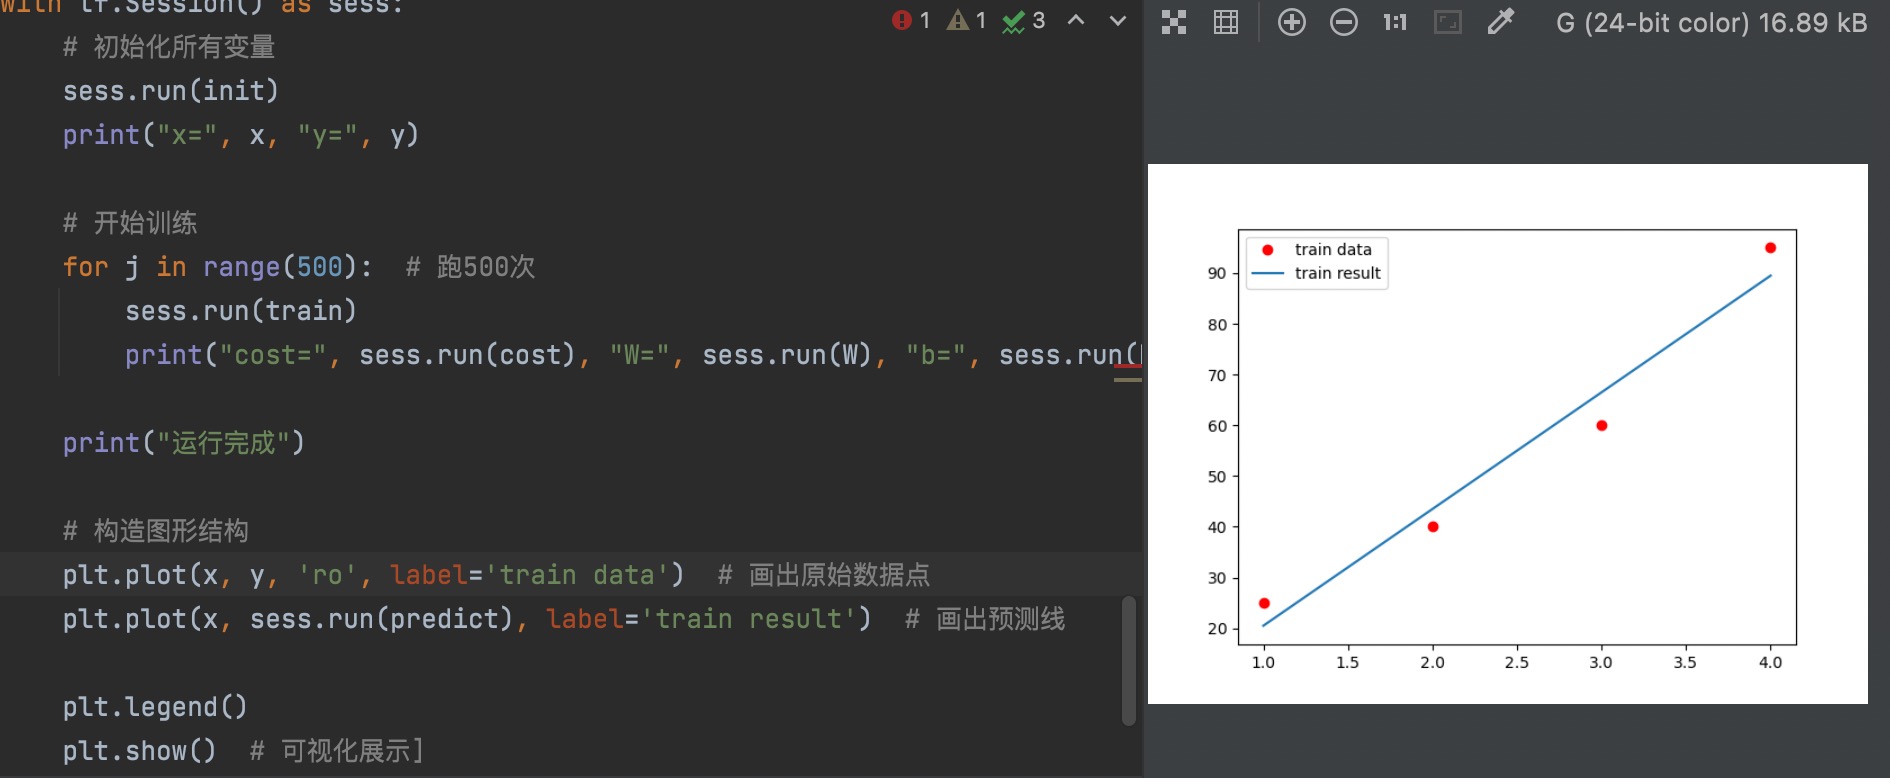 with tf.Session() as sess:
# 初始化所有变量
sess.run(init)
print("x=", x, "y=", y)
# 开始训练
for j in range(500):  # 跑500次
sess.run(train)
print("cost=", sess.run(cost), "W=", sess.run(W), "b=", sess.run(
print("运行完成")
# 构造图形结构
plt.plot(x, y, 'ro', label='train data')  # 画出原始数据点
plt.plot(x, sess.run(predict), label='train result')  # 画出预测线
plt.legend()
plt.show()  # 可视化展示]
1 1 3
1:1
G (24-bit color) 16.89 kB
train data
train result
90
80
70
60
50
40
30
20
1.0 1.5 2.0 2.5 3.0 3.5 4.0